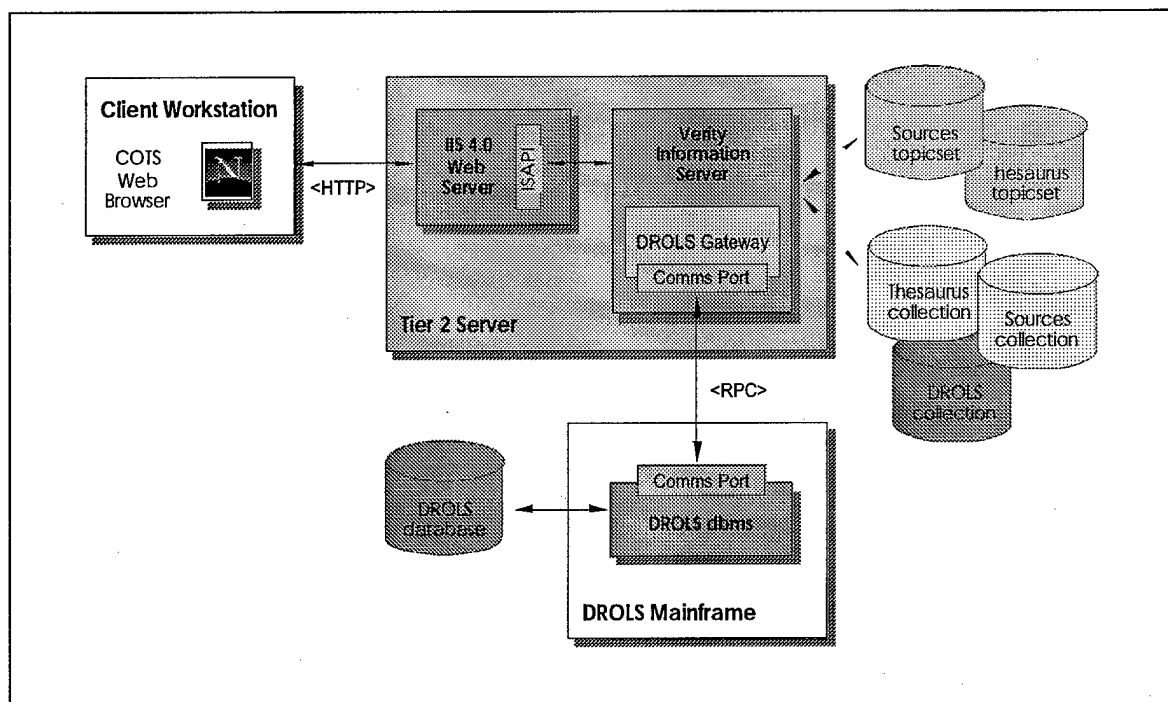 Client Workstation
COTS
Web
Browser
N
<HTTP>
IIS 4.0
Web
Server
ISAPI
Verity
Information
Server
DROLS Gateway
Comms Port
Tier 2 Server
Sources
topicset
Thesaurus
topicset
Thesaurus
collection
Sources
collection
DROLS
collection
<RPC>
Comms Port
DROLS dbms
DROLS
database
DROLS Mainframe